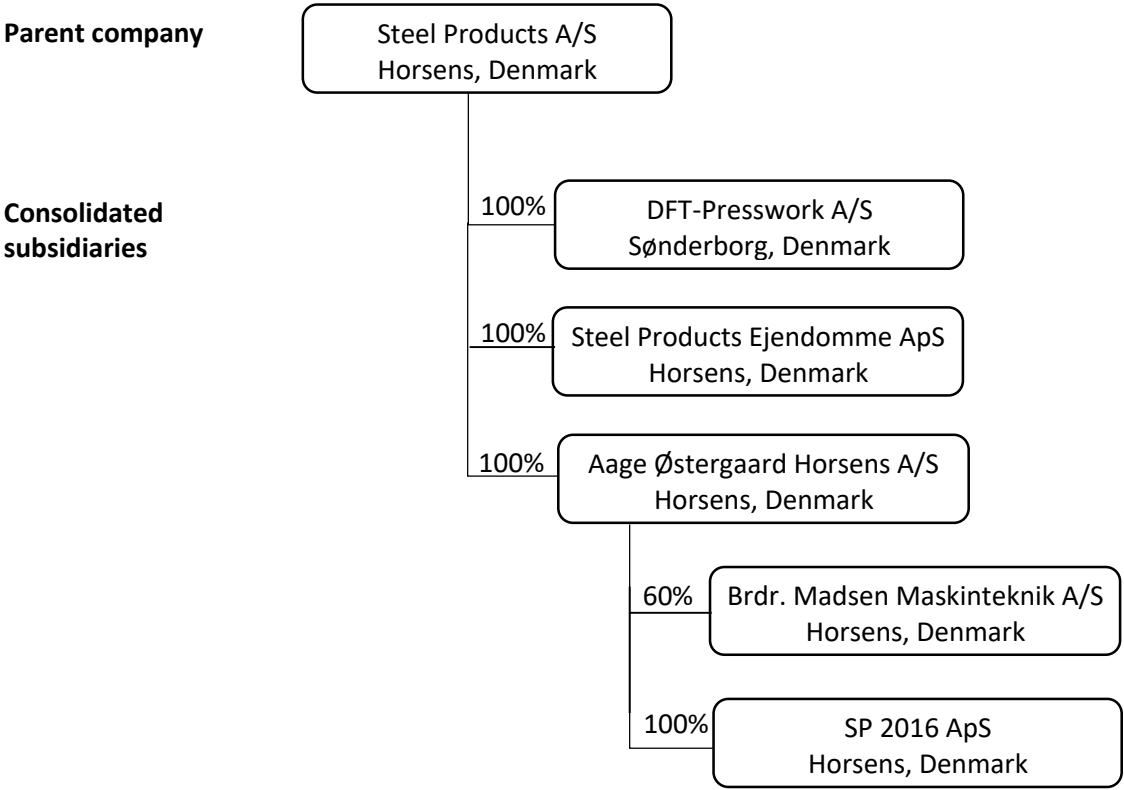 Parent company
Steel Products A/S
Horsens, Denmark
Consolidated
subsidiaries
100%
DFT-Presswork A/S
Sønderborg, Denmark
100%
Steel Products Ejendomme ApS
Horsens, Denmark
100%
Aage Østergaard Horsens A/S
Horsens, Denmark
60%
Brdr. Madsen Maskinteknik A/S
Horsens, Denmark
100%
SP 2016 ApS
Horsens, Denmark